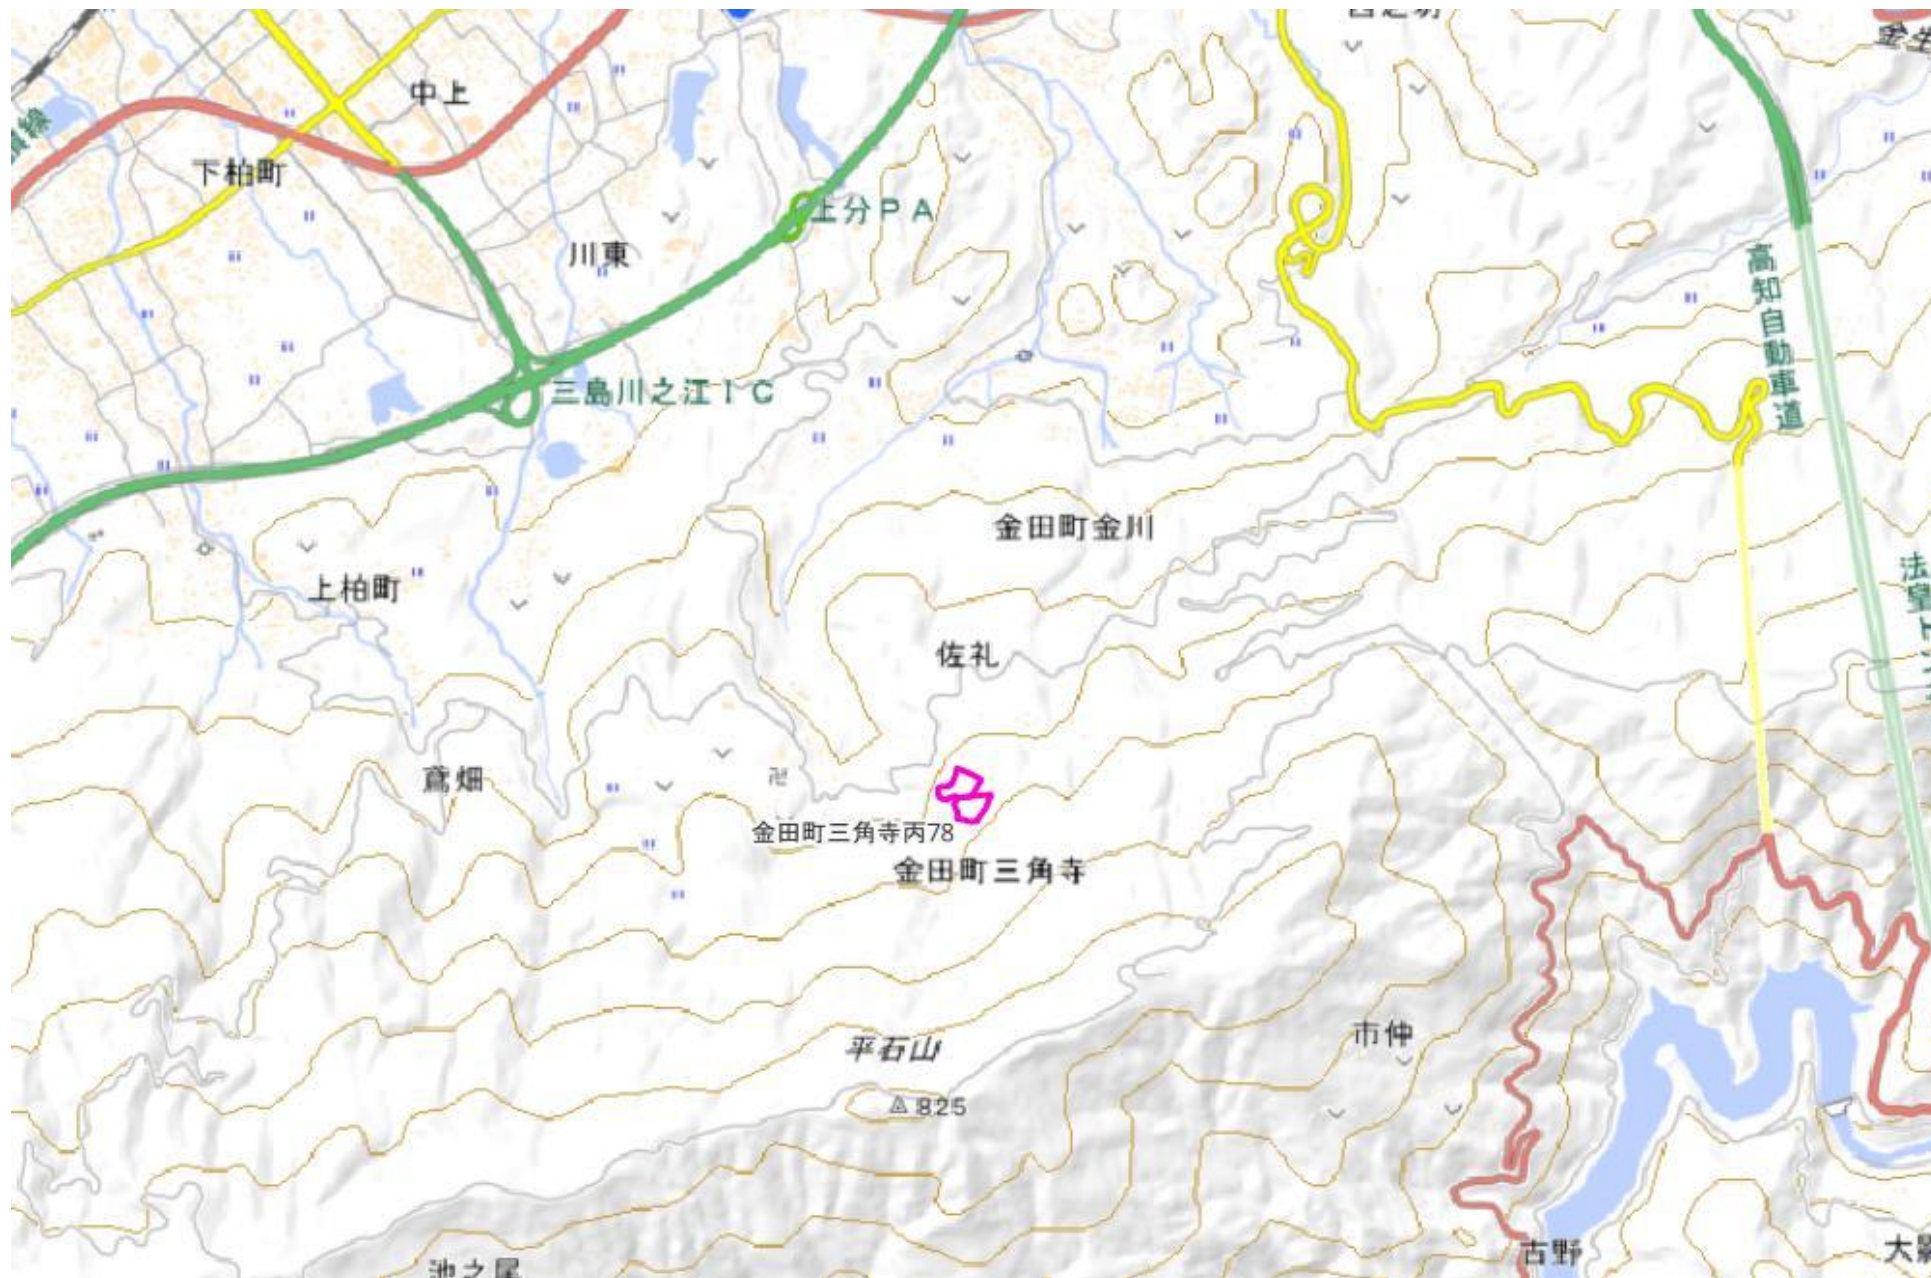 中上
下柏町
上分PA
川東
高知自動車道
三島川之江IC
金田町金川
上柏町
佐礼
鳶畑
金田町三角寺丙78
金田町三角寺
市仲
平石山
825
古野
池之尾